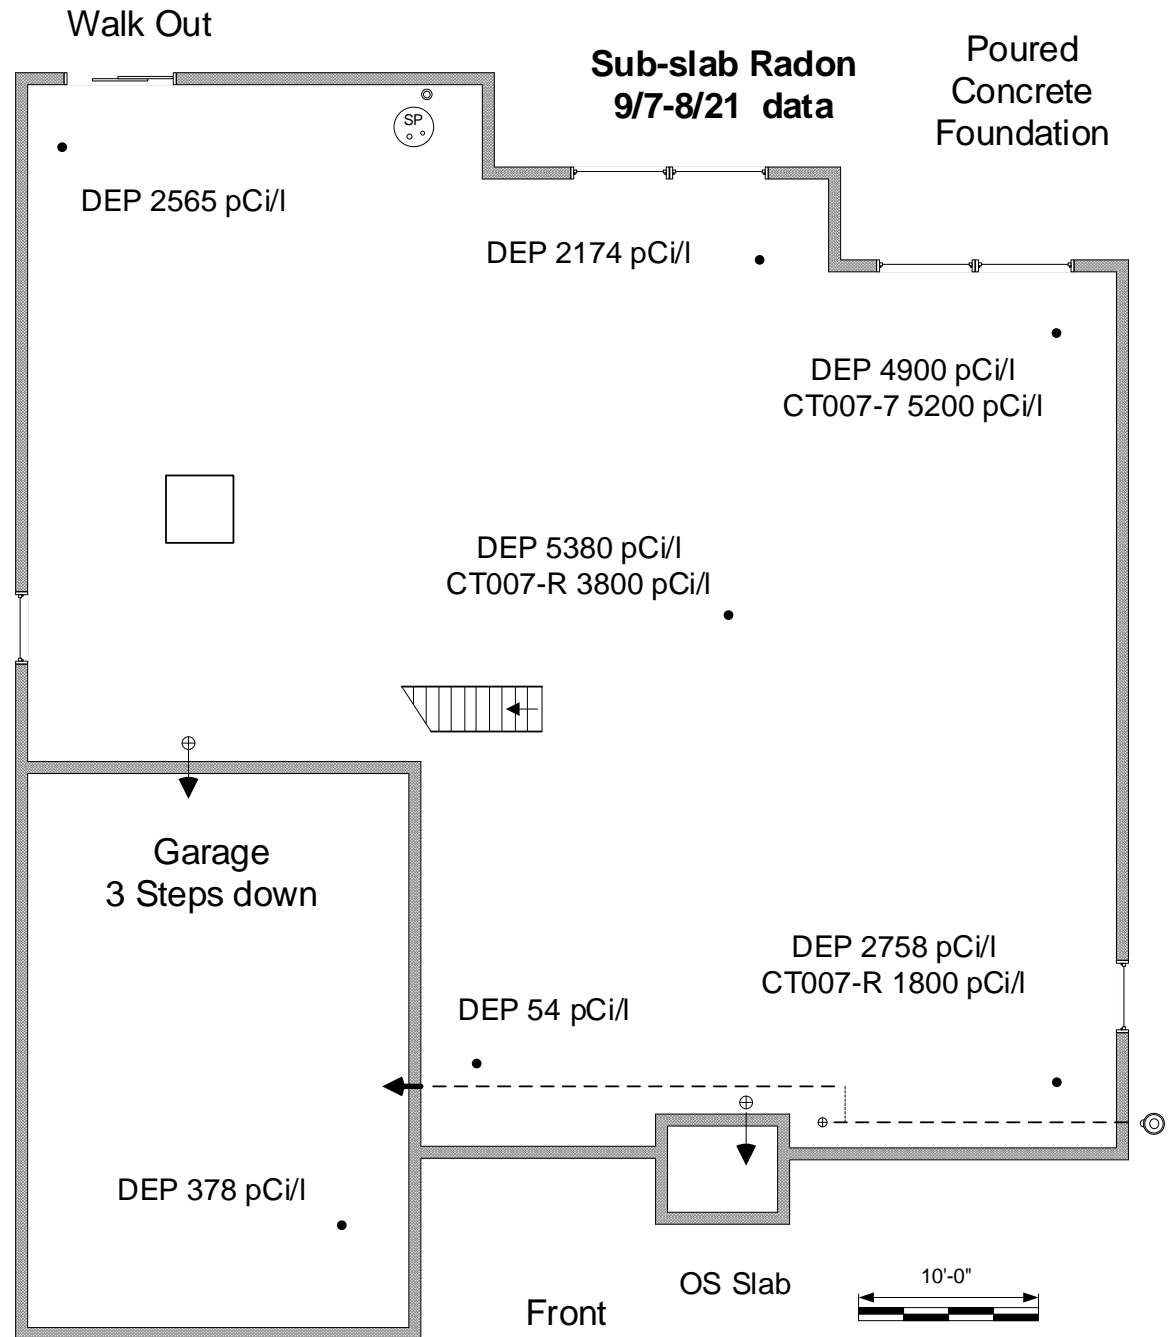 Walk Out
Sub-slab Radon
9/7-8/21 data
Poured
Concrete
Foundation
SP
DEP 2565 pCi/l
DEP 2174 pCi/l
DEP 4900 pCi/l
CT007-7 5200 pCi/l
DEP 5380 pCi/l
CT007-R 3800 pCi/l
Garage
3 Steps down
DEP 2758 pCi/l
CT007-R 1800 pCi/l
DEP 54 pCi/l
DEP 378 pCi/l
OS Slab
10'-0"
Front